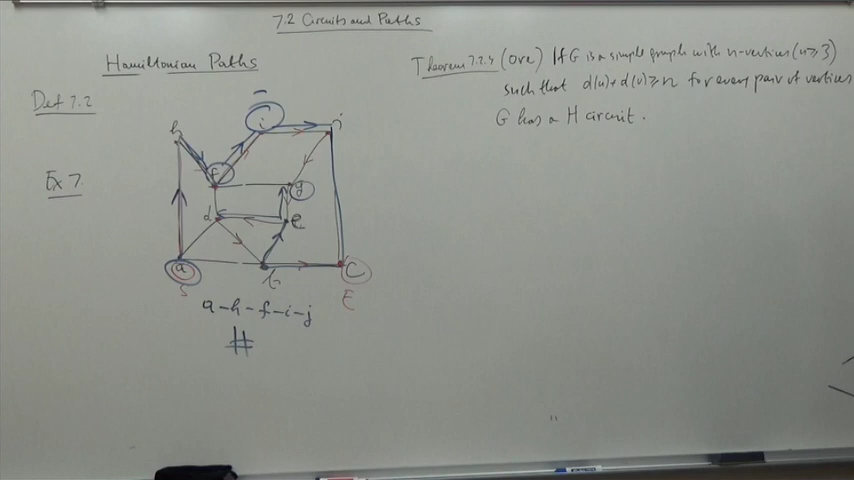 7.2 Circuits and Paths
Hamiltonian Paths
Def 7.2
Ex 7.
h
i
j
f
g
d
e
a
b
C
S
E
a-h-f-i-j
#
Theorem 7.2.3 (Ore) If G is a simple graph with n-vertices (n≥3)
such that d(u)+d(v)≥n for every pair of vertices
G has a H circuit.